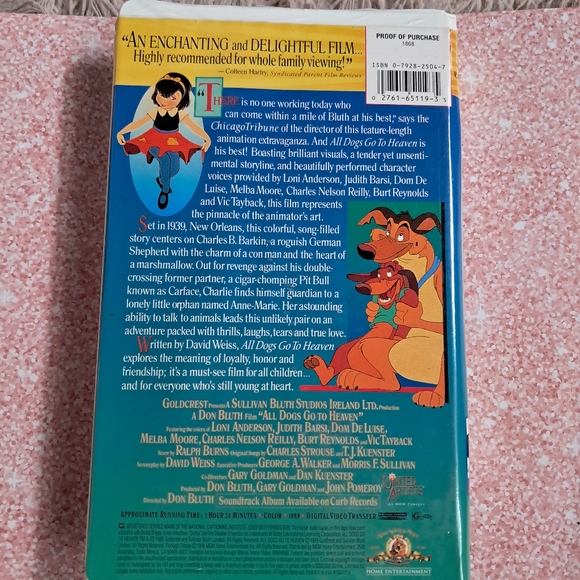 "AN ENCHANTING and DELIGHTFUL FILM...
Highly recommended for whole family viewing!"
— Colleen Hartry, Syndicated Parent Film Reviews
PROOF OF PURCHASE
1868
ISBN 0-7928-2504-7
0 27616-65119-3
"THERE is no one working today who
can come within a mile of Bluth at his best," says the
ChicagoTribune of the director of this feature-length
animation extravaganza. And All Dogs Go To Heaven is
his best! Boasting brilliant visuals, a tender yet unsenti-
mental storyline, and beautifully performed character
voices provided by Loni Anderson, Judith Barsi, Dom De
Luise, Melba Moore, Charles Nelson Reilly, Burt Reynolds
and Vic Tayback, this film represents
the pinnacle of the animator's art.
Set in 1939, New Orleans, this colorful, song-filled
story centers on Charles B. Barkin, a roguish German
Shepherd with the charm of a con man and the heart of
a marshmallow. Out for revenge against his double-
crossing former partner, a cigar-chomping Pit Bull
known as Carface, Charlie finds himself guardian to a
lonely little orphan named Anne-Marie. Her astounding
ability to talk to animals leads this unlikely pair on an
adventure packed with thrills, laughs, tears and true love.
Written by David Weiss, All Dogs Go To Heaven
explores the meaning of loyalty, honor and
friendship; it's a must-see film for all children...
and for everyone who's still young at heart.
GOLDCREST Presents A SULLIVAN BLUTH STUDIOS IRELAND LTD. Production
A DON BLUTH Film "ALL DOGS GO TO HEAVEN"
Featuring the voices of LONI ANDERSON, JUDITH BARSI, DOM DE LUISE,
MELBA MOORE, CHARLES NELSON REILLY, BURT REYNOLDS and VIC TAYBACK
Score by RALPH BURNS Original Songs by CHARLES STROUSE and T.J. KUENSTER
Screenplay by DAVID WEISS Executive Producers GEORGE A. WALKER and MORRIS F. SULLIVAN
Co-Directors GARY GOLDMAN and DAN KUENSTER
Produced by DON BLUTH, GARY GOLDMAN and JOHN POMEROY
Directed by DON BLUTH Soundtrack Album Available on Curb Records
United Artists
APPROXIMATE RUNNING TIME: 1 HOUR 24 MINUTES COLOR 1989 DIGITAL VIDEO TRANSFER
HOME ENTERTAINMENT